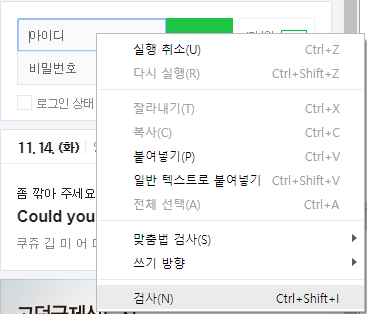 아이디
비밀번호
로그인 상태
실행 취소(U) Ctrl+Z
다시 실행(R) Ctrl+Shift+Z
잘라내기(T) Ctrl+X
복사(C) Ctrl+C
붙여넣기(P) Ctrl+V
일반 텍스트로 붙여넣기 Ctrl+Shift+V
전체 선택(A) Ctrl+A
맞춤법 검사(S)
쓰기 방향
검사(N) Ctrl+Shift+I
11. 14. (화)
좀 깎아 주세요
Could you
쿠쥬 깁 미 어